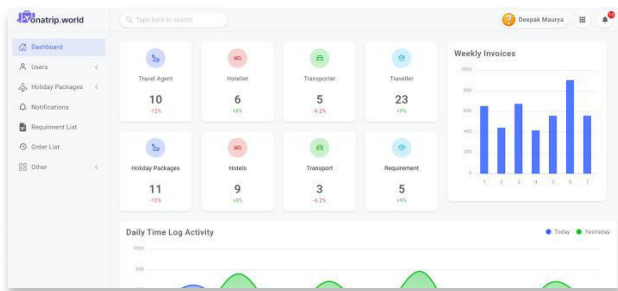 onatrip.world
Type here to search
Deepak Maurya
Dashboard
Users
Holiday Packages
Notifications
Requirment List
Order List
Other
Travel Agent
10
-12%
Hotelier
6
+8%
Transporter
5
-6.2%
Traveller
23
+9%
Holiday Packages
11
-12%
Hotels
9
+8%
Transport
3
-6.2%
Requirement
5
+9%
Weekly Invoices
1000
800
600
400
200
0
1 2 3 4 5 6 7
Daily Time Log Activity
Today Yesterday